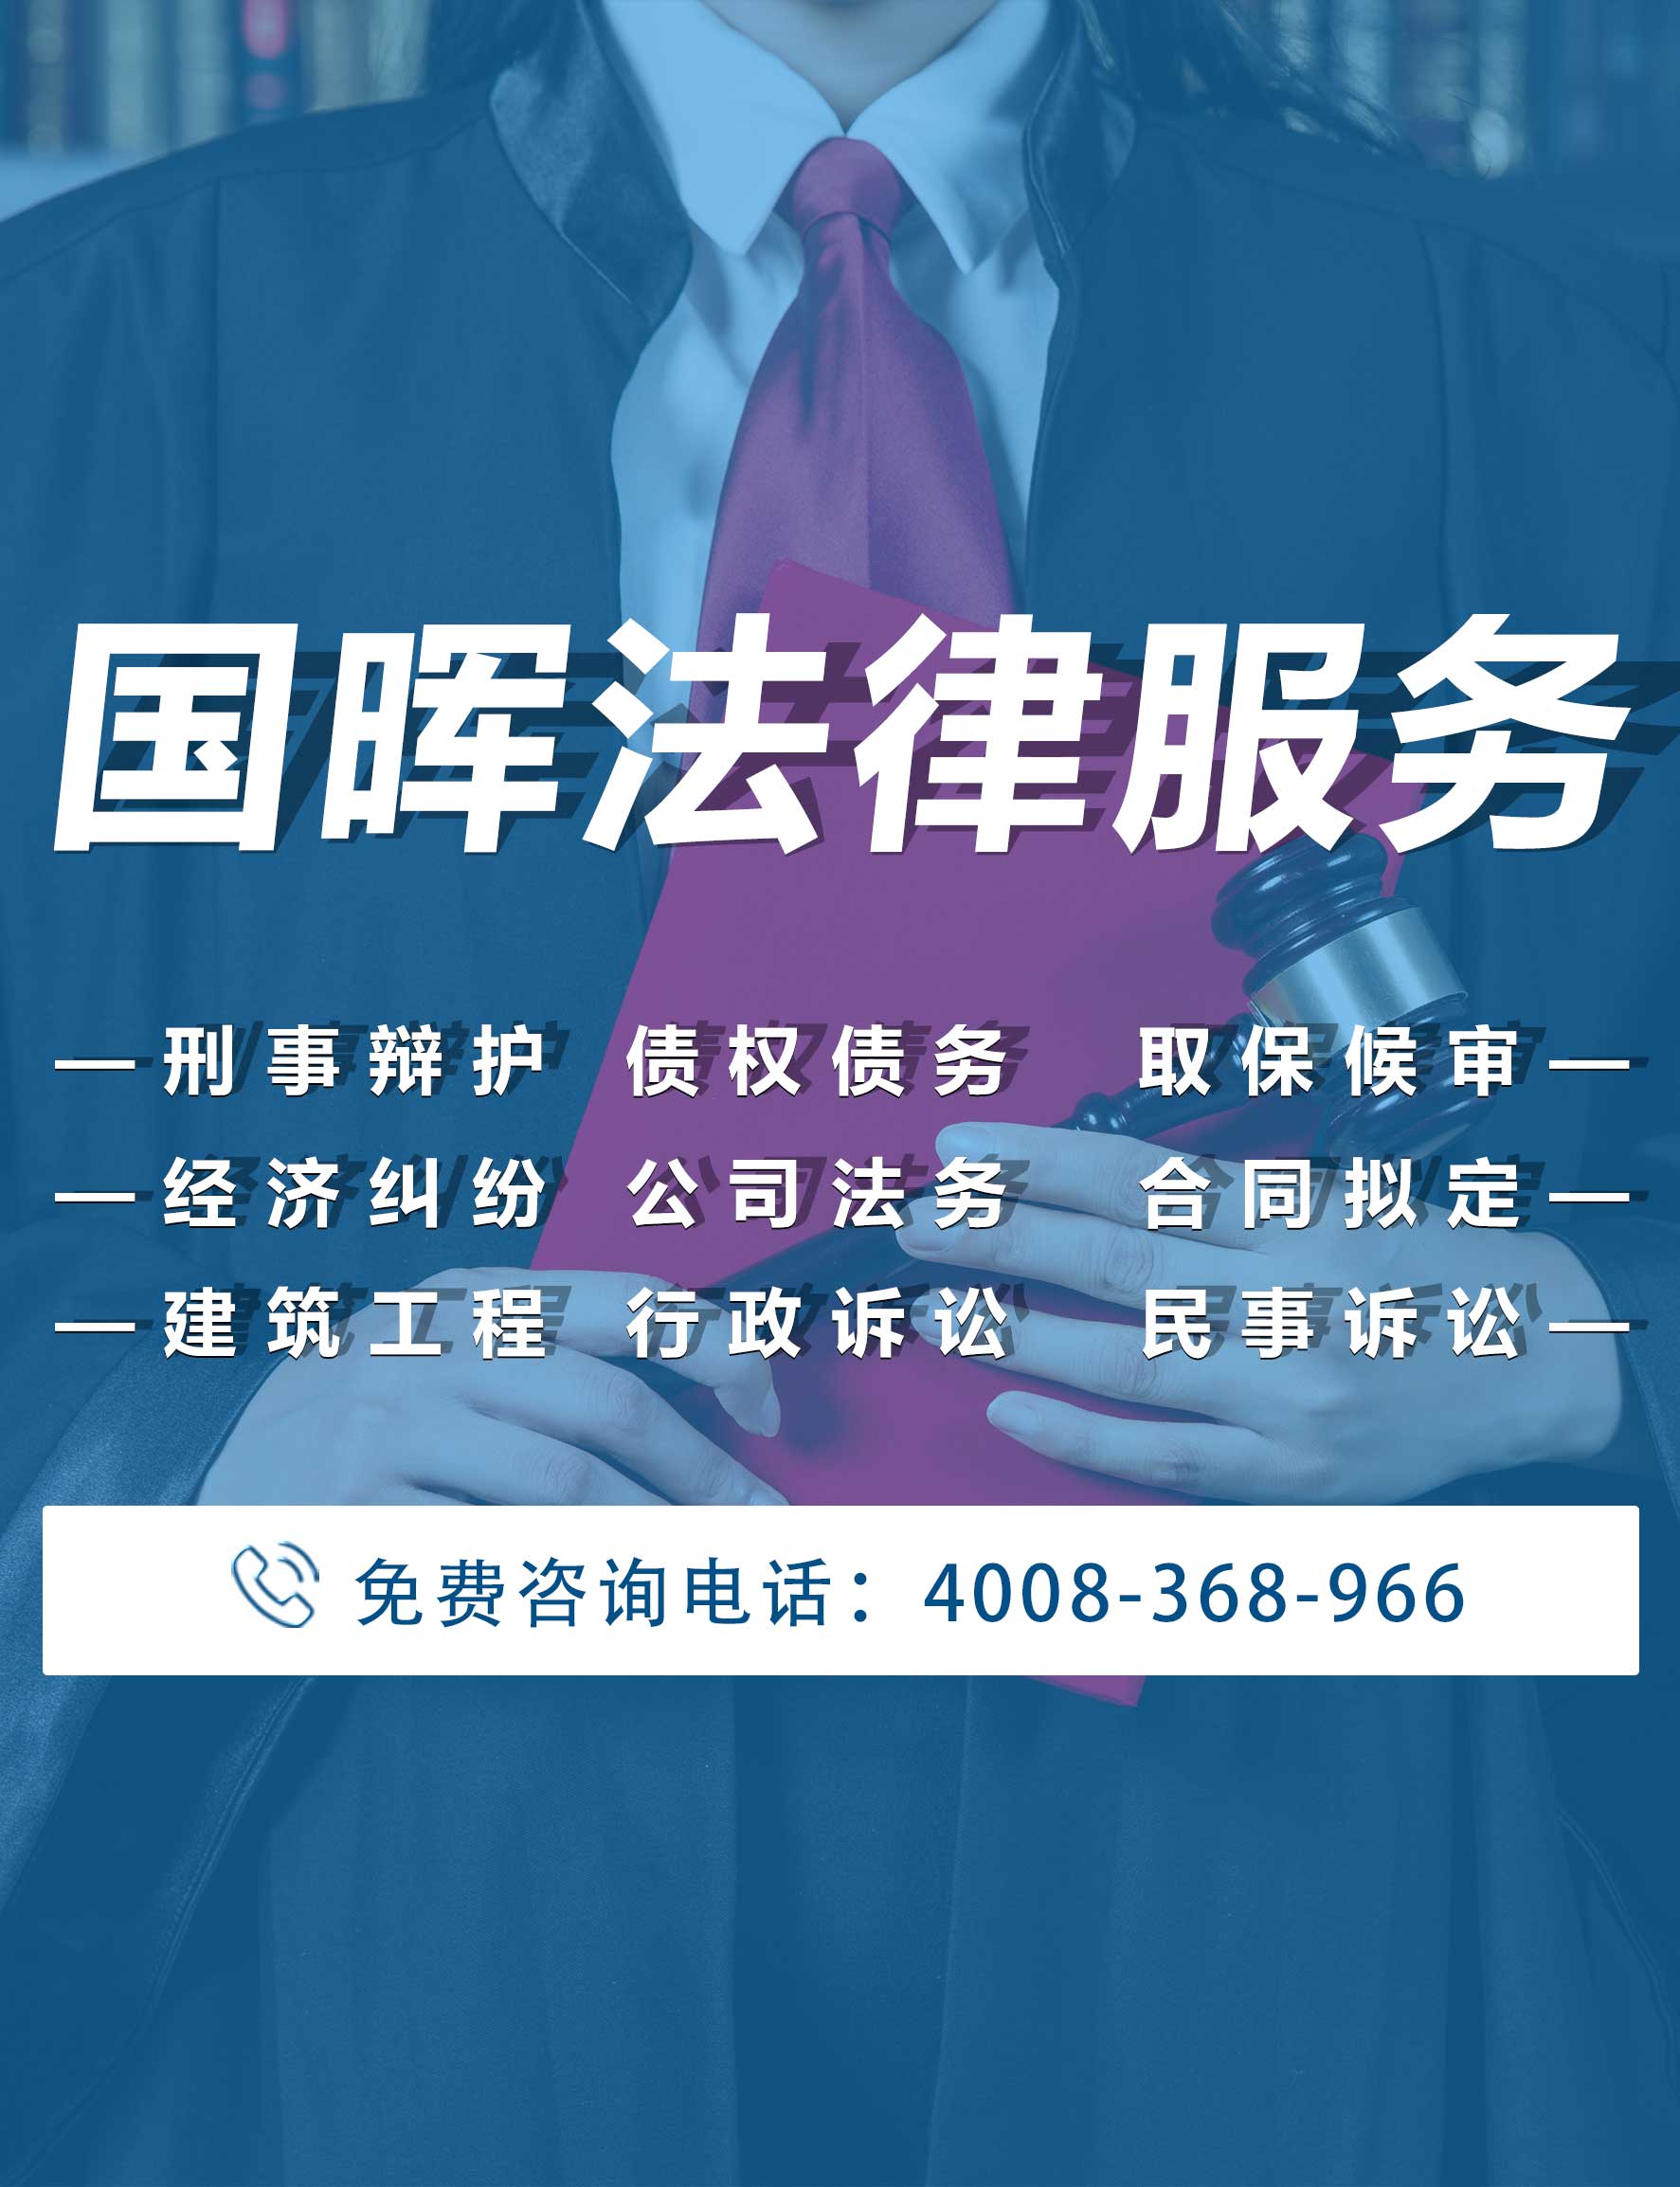 国晖法律服务
—刑事辩护 债权债务 取保候审—
—经济纠纷 公司法务 合同拟定—
—建筑工程 行政诉讼 民事诉讼—
免费咨询电话：4008-368-966